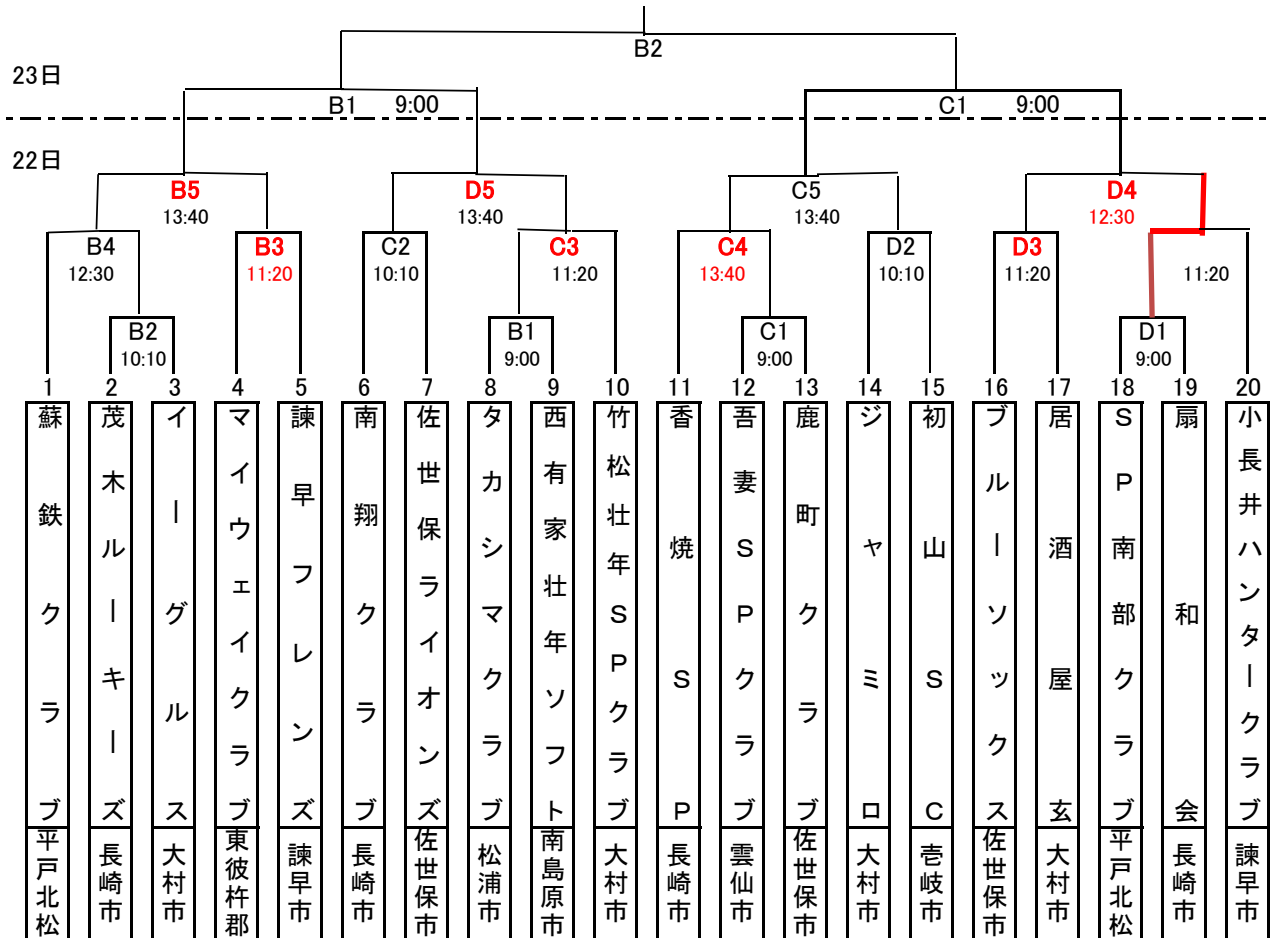 B2
23日
B1 9:00 C1 9:00
22日
B5 D5 C5 D4
13:40 13:40 13:40 12:30
B4 B3 C2 C3 C4 D2 D3
12:30 11:20 10:10 11:20 13:40 10:10 11:20 11:20
B2 B1 C1 D1
10:10 9:00 9:00 9:00
1 2 3 4 5 6 7 8 9 10 11 12 13 14 15 16 17 18 19 20
蘇鉄クラブ
茂木ルーキーズ
イーグルス
マイウェイクラブ
諫早フレンズ
南翔クラブ
佐世保ライオンズ
タカシマクラブ
西有家壮年ソフト
竹松壮年SPクラブ
香焼SP
吾妻SPクラブ
鹿町クラブ
ジャミロ
初山SC
ブルーソックス
居酒屋玄
SP南部クラブ
扇和会
小長井ハンタークラブ
平戸北松
長崎市
大村市
東彼杵郡
諫早市
長崎市
佐世保市
松浦市
南島原市
大村市
長崎市
雲仙市
佐世保市
大村市
壱岐市
佐世保市
大村市
平戸北松
長崎市
諫早市